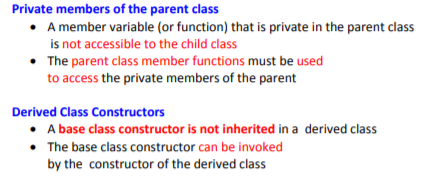 Private members of the parent class
• A member variable (or function) that is private in the parent class
is not accessible to the child class
• The parent class member functions must be used
to access the private members of the parent
Derived Class Constructors
• A base class constructor is not inherited in a derived class
• The base class constructor can be invoked
by the constructor of the derived class